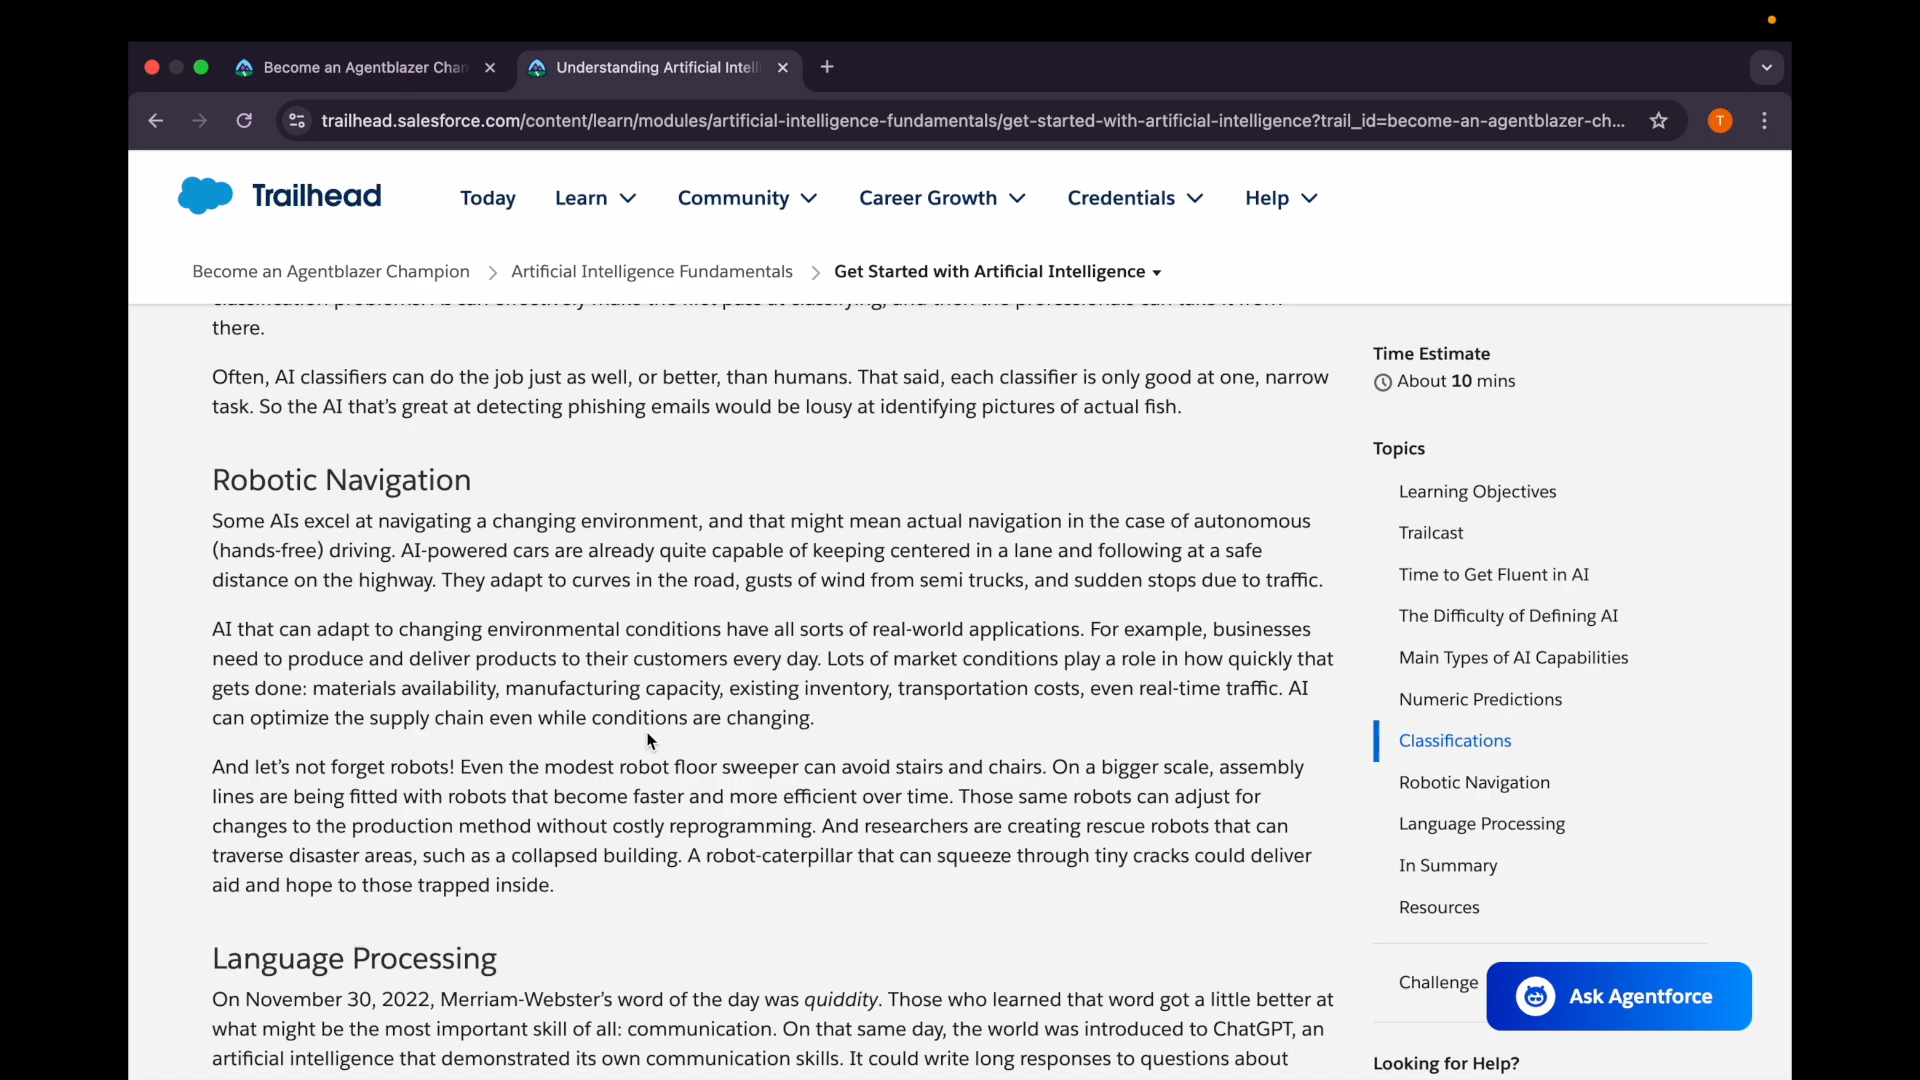 Become an Agentblazer Chan
Understanding Artificial Intell
trailhead.salesforce.com/content/learn/modules/artificial-intelligence-fundamentals/get-started-with-artificial-intelligence?trail_id=become-an-agentblazer-ch...
T
Trailhead
Today
Learn
Community
Career Growth
Credentials
Help
Become an Agentblazer Champion
Artificial Intelligence Fundamentals
Get Started with Artificial Intelligence
there.
Often, AI classifiers can do the job just as well, or better, than humans. That said, each classifier is only good at one, narrow
task. So the AI that’s great at detecting phishing emails would be lousy at identifying pictures of actual fish.
Robotic Navigation
Some AIs excel at navigating a changing environment, and that might mean actual navigation in the case of autonomous
(hands-free) driving. AI-powered cars are already quite capable of keeping centered in a lane and following at a safe
distance on the highway. They adapt to curves in the road, gusts of wind from semi trucks, and sudden stops due to traffic.
AI that can adapt to changing environmental conditions have all sorts of real-world applications. For example, businesses
need to produce and deliver products to their customers every day. Lots of market conditions play a role in how quickly that
gets done: materials availability, manufacturing capacity, existing inventory, transportation costs, even real-time traffic. AI
can optimize the supply chain even while conditions are changing.
And let’s not forget robots! Even the modest robot floor sweeper can avoid stairs and chairs. On a bigger scale, assembly
lines are being fitted with robots that become faster and more efficient over time. Those same robots can adjust for
changes to the production method without costly reprogramming. And researchers are creating rescue robots that can
traverse disaster areas, such as a collapsed building. A robot-caterpillar that can squeeze through tiny cracks could deliver
aid and hope to those trapped inside.
Language Processing
On November 30, 2022, Merriam-Webster’s word of the day was quiddity. Those who learned that word got a little better at
what might be the most important skill of all: communication. On that same day, the world was introduced to ChatGPT, an
artificial intelligence that demonstrated its own communication skills. It could write long responses to questions about
Time Estimate
About 10 mins
Topics
Learning Objectives
Trailcast
Time to Get Fluent in AI
The Difficulty of Defining AI
Main Types of AI Capabilities
Numeric Predictions
Classifications
Robotic Navigation
Language Processing
In Summary
Resources
Challenge
Ask Agentforce
Looking for Help?